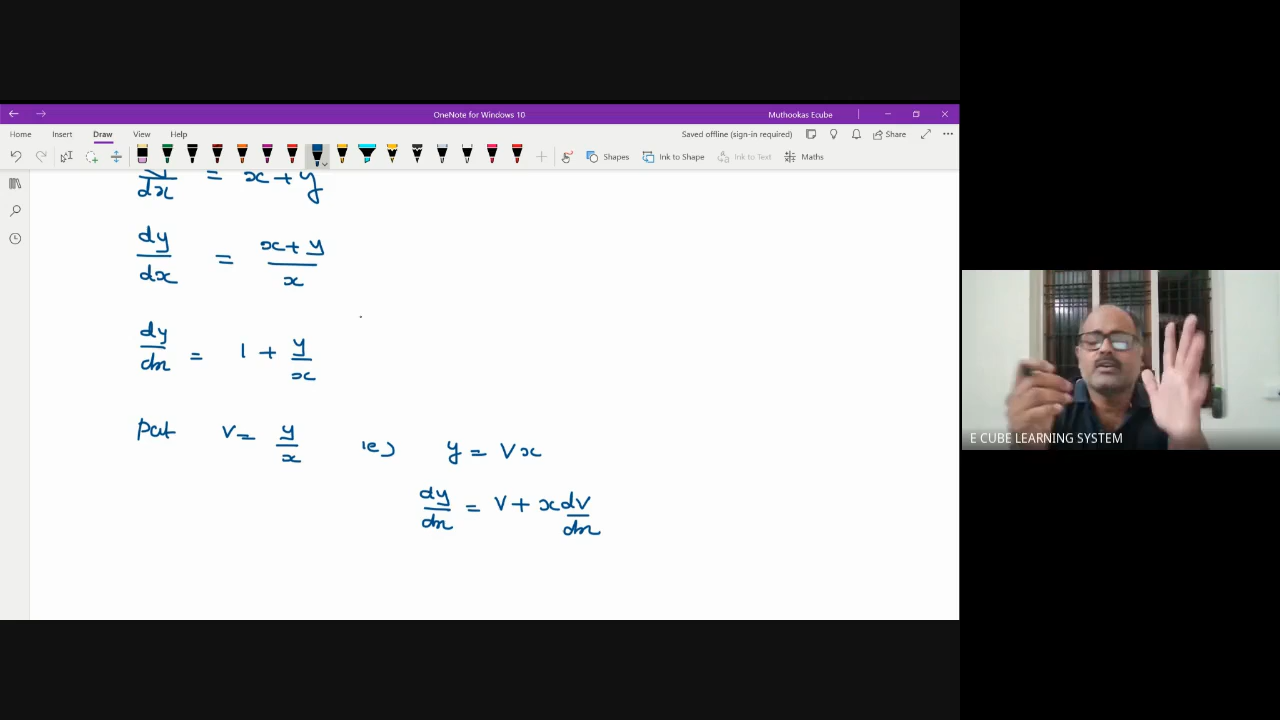 OneNote for Windows 10
Muthookas Ecube
Home Insert Draw View Help
Saved offline (sign-in required) Share
Shapes Ink to Shape Ink to Text Maths
dx = x + y
dy/dx = (x + y)/x
dy/dx = 1 + y/x
Put v = y/x ie) y = vx
dy/dx = v + x dv/dx
E CUBE LEARNING SYSTEM